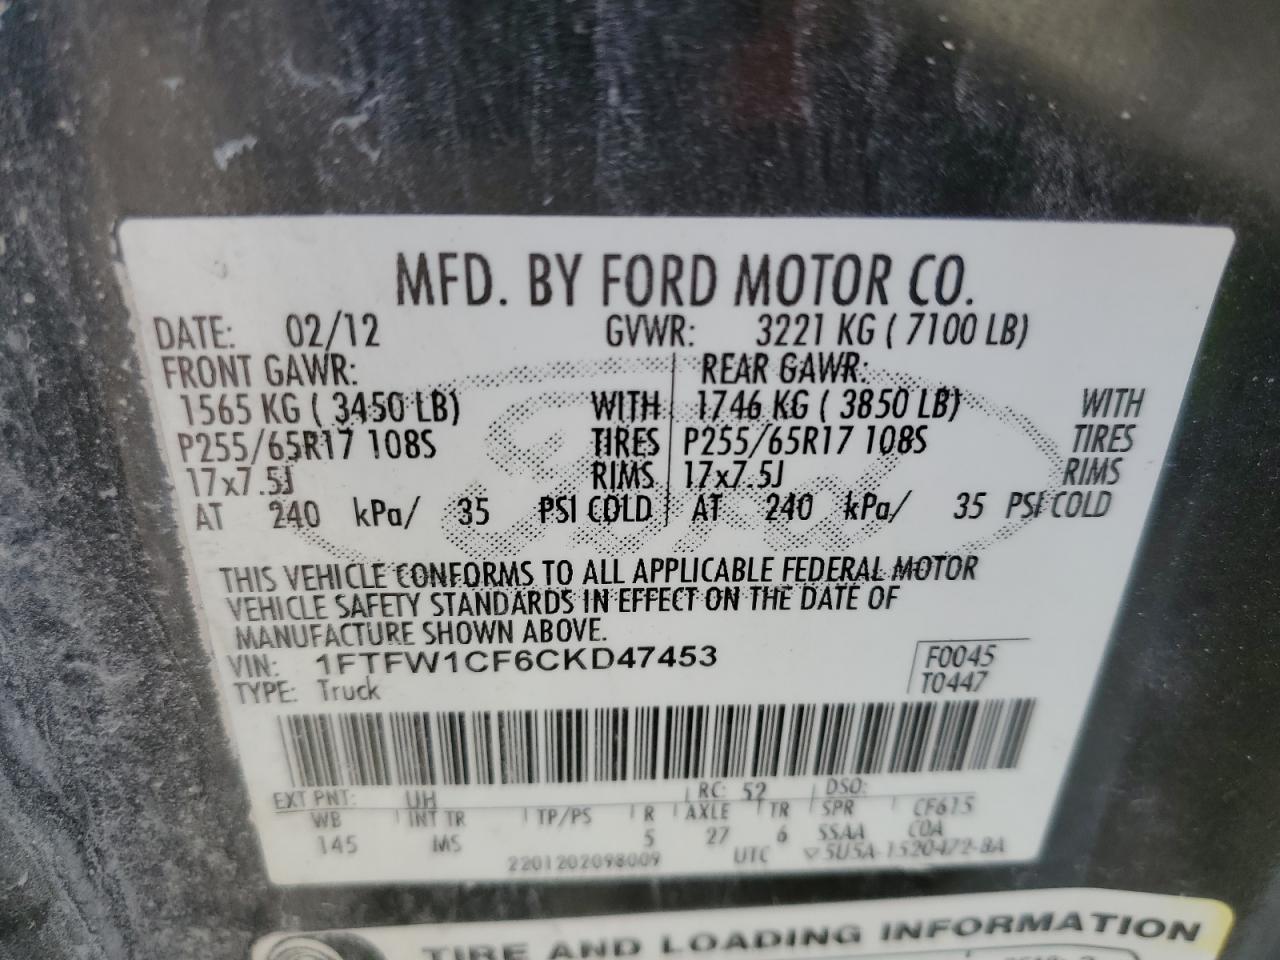 MFD. BY FORD MOTOR CO.
DATE: 02/12 GVWR: 3221 KG ( 7100 LB)
FRONT GAWR: REAR GAWR:
1565 KG ( 3450 LB) WITH 1746 KG ( 3850 LB) WITH
P255/65R17 108S TIRES P255/65R17 108S TIRES
17x7.5J RIMS 17x7.5J RIMS
AT 240 kPa/ 35 PSI COLD AT 240 kPa/ 35 PSI COLD
THIS VEHICLE CONFORMS TO ALL APPLICABLE FEDERAL MOTOR
VEHICLE SAFETY STANDARDS IN EFFECT ON THE DATE OF
MANUFACTURE SHOWN ABOVE.
VIN: 1FTFW1CF6CKD47453 F0045
TYPE: Truck T0447
EXT PNT: UH RC: 52 DSO:
WB INT TR TP/PS R AXLE TR SPR CF615
145 MS 5 27 6 SSAA COA
2201202098009 UTC ▽5U5A-1520472-BA
TIRE AND LOADING INFORMATION